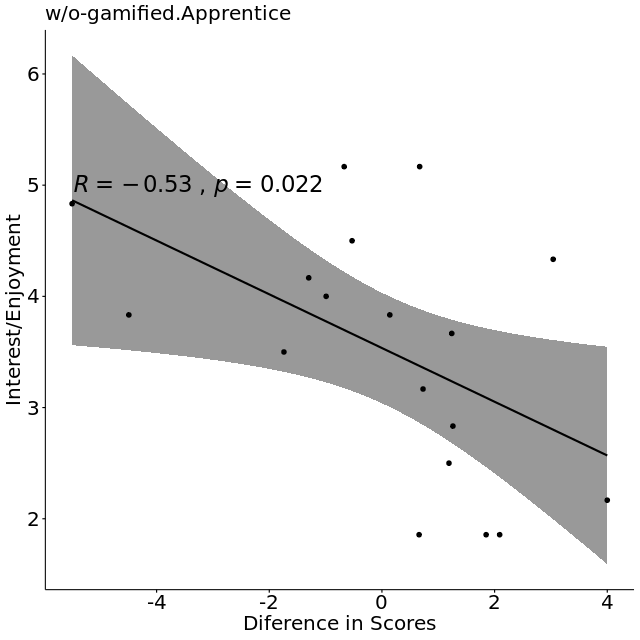 w/o-gamified.Apprentice
6
R = −0.53 , p = 0.022
5
4
3
2
Interest/Enjoyment
-4 -2 0 2 4
Diference in Scores